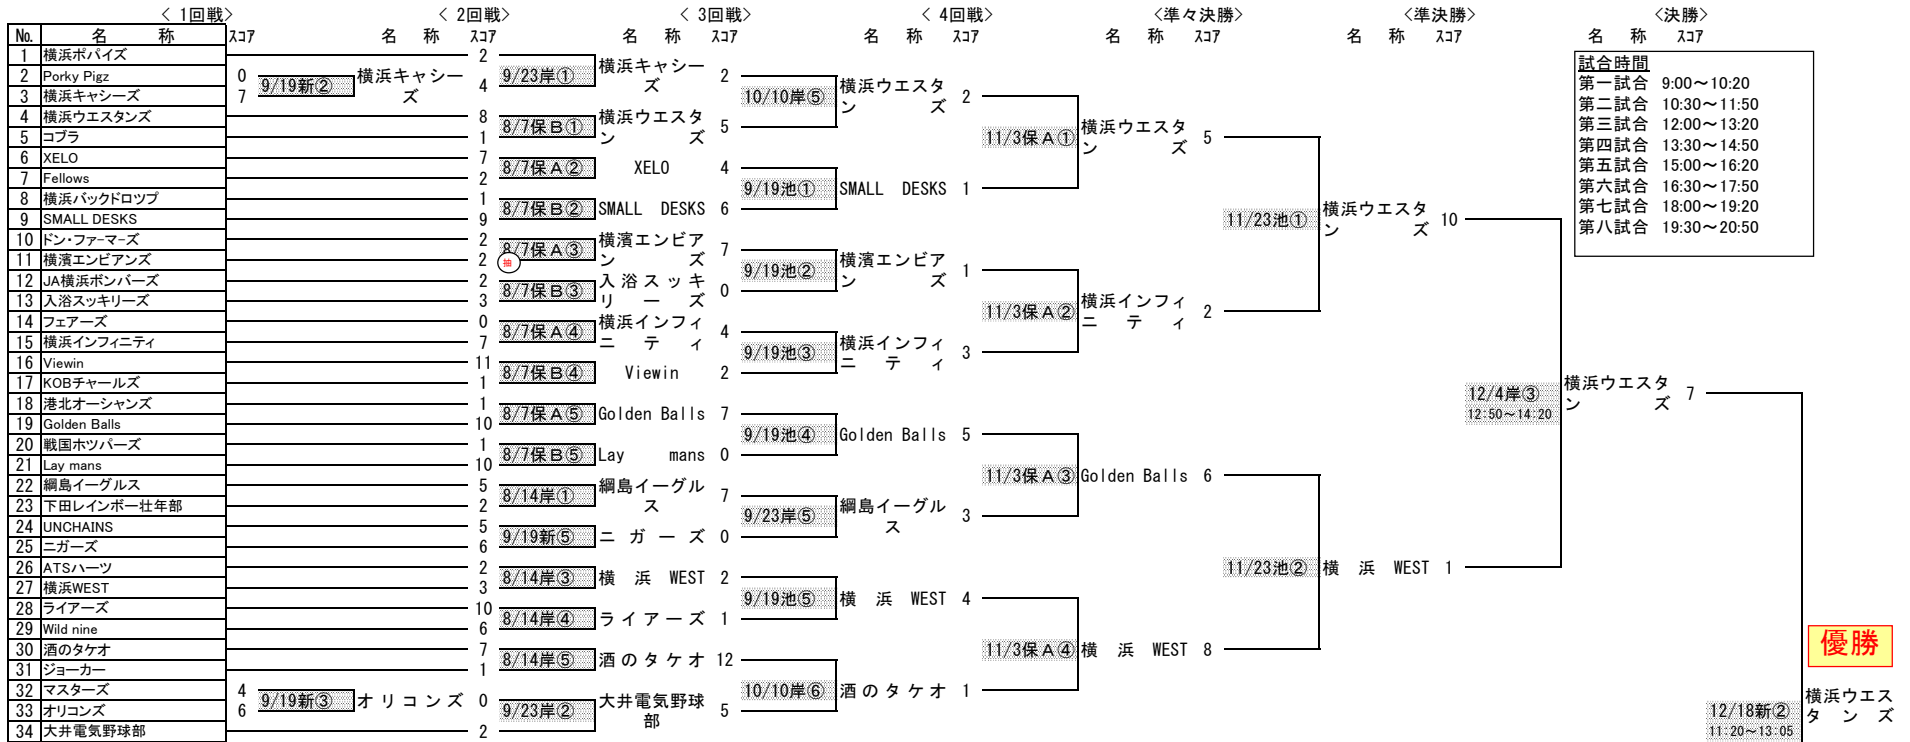 < 1回戦> < 2回戦> < 3回戦> < 4回戦> <準々決勝> <準決勝> <決勝>
No. 名 称 ｽｺｱ 名 称 ｽｺｱ 名 称 ｽｺｱ 名 称 ｽｺｱ 名 称 ｽｺｱ 名 称 ｽｺｱ 名 称 ｽｺｱ
1 横浜ポパイズ 2
2 Porky Pigz 0
3 横浜キャシーズ 7
9/19新② 横浜キャシーズ 4
4 横浜ウエスタンズ 8
5 コブラ 1
6 XELO 7
7 Fellows 2
8 横浜バックドロツプ 1
9 SMALL DESKS 9
10 ドン・ファーマーズ 2
11 横濱エンビアンズ 2 抽
12 JA横浜ボンバーズ 2
13 入浴スッキリーズ 3
14 フェアーズ 0
15 横浜インフィニティ 7
16 Viewin 11
17 KOBチャールズ 1
18 港北オーシャンズ 1
19 Golden Balls 10
20 戦国ホツパーズ 1
21 Lay mans 10
22 綱島イーグルス 5
23 下田レインボー壮年部 2
24 UNCHAINS 5
25 ニガーズ 6
26 ATSハーツ 2
27 横浜WEST 3
28 ライアーズ 10
29 Wild nine 6
30 酒のタケオ 7
31 ジョーカー 1
32 マスターズ 4
33 オリコンズ 6
9/19新③ オリコンズ 0
34 大井電気野球部 2
9/23岸① 横浜キャシーズ 2
8/7保Ｂ① 横浜ウエスタンズ 5
8/7保Ａ② XELO 4
8/7保Ｂ② SMALL DESKS 6
8/7保Ａ③ 横濱エンビアンズ 7
8/7保Ｂ③ 入浴スッキリーズ 0
8/7保Ａ④ 横浜インフィニティ 4
8/7保Ｂ④ Viewin 2
8/7保Ａ⑤ Golden Balls 7
8/7保Ｂ⑤ Lay mans 0
8/14岸① 綱島イーグルス 7
9/19新⑤ ニガーズ 0
8/14岸③ 横浜WEST 2
8/14岸④ ライアーズ 1
8/14岸⑤ 酒のタケオ 12
9/23岸② 大井電気野球部 5
10/10岸⑤ 横浜ウエスタンズ 2
9/19池① SMALL DESKS 1
9/19池② 横濱エンビアンズ 1
9/19池③ 横浜インフィニティ 3
9/19池④ Golden Balls 5
9/23岸⑤ 綱島イーグルス 3
9/19池⑤ 横浜WEST 4
10/10岸⑥ 酒のタケオ 1
11/3保Ａ① 横浜ウエスタンズ 5
11/3保Ａ② 横浜インフィニティ 2
11/3保Ａ③ Golden Balls 6
11/3保Ａ④ 横浜WEST 8
11/23池① 横浜ウエスタンズ 10
11/23池② 横浜WEST 1
12/4岸③ 横浜ウエスタンズ 7
12:50～14:20
試合時間
第一試合 9:00～10:20
第二試合 10:30～11:50
第三試合 12:00～13:20
第四試合 13:30～14:50
第五試合 15:00～16:20
第六試合 16:30～17:50
第七試合 18:00～19:20
第八試合 19:30～20:50
優勝
12/18新② 横浜ウエスタンズ
11:20～13:05